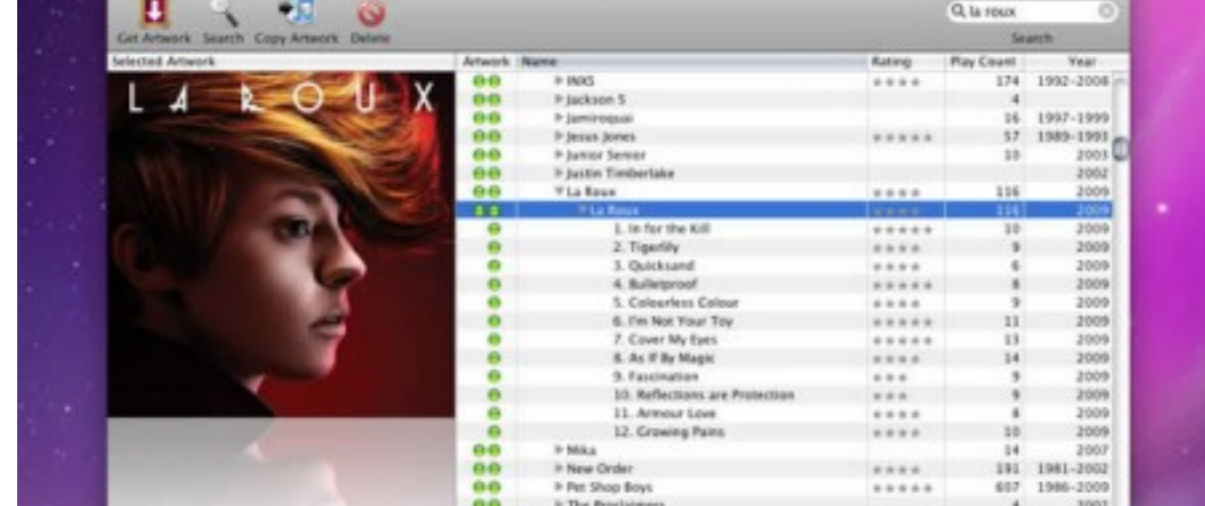 la roux
Get Artwork Search Copy Artwork Delete Search
Selected Artwork Artwork Name Rating Play Count Year
LA ROUX
INXS 174 1992-2008
Jackson 5 4
Jamiroquai 16 1997-1999
Jesus Jones 57 1989-1993
Junior Senior 10 2003
Justin Timberlake 2002
La Roux 116 2009
La Roux 116 2009
1. In for the Kill 10 2009
2. Tigerlily 9 2009
3. Quicksand 6 2009
4. Bulletproof 8 2009
5. Colourless Colour 9 2009
6. I'm Not Your Toy 11 2009
7. Cover My Eyes 13 2009
8. As If By Magic 14 2009
9. Fascination 9 2009
10. Reflections are Protection 9 2009
11. Armour Love 8 2009
12. Growing Pains 10 2009
Mika 14 2007
New Order 191 1981-2002
Pet Shop Boys 607 1986-2009
The Proclaimers